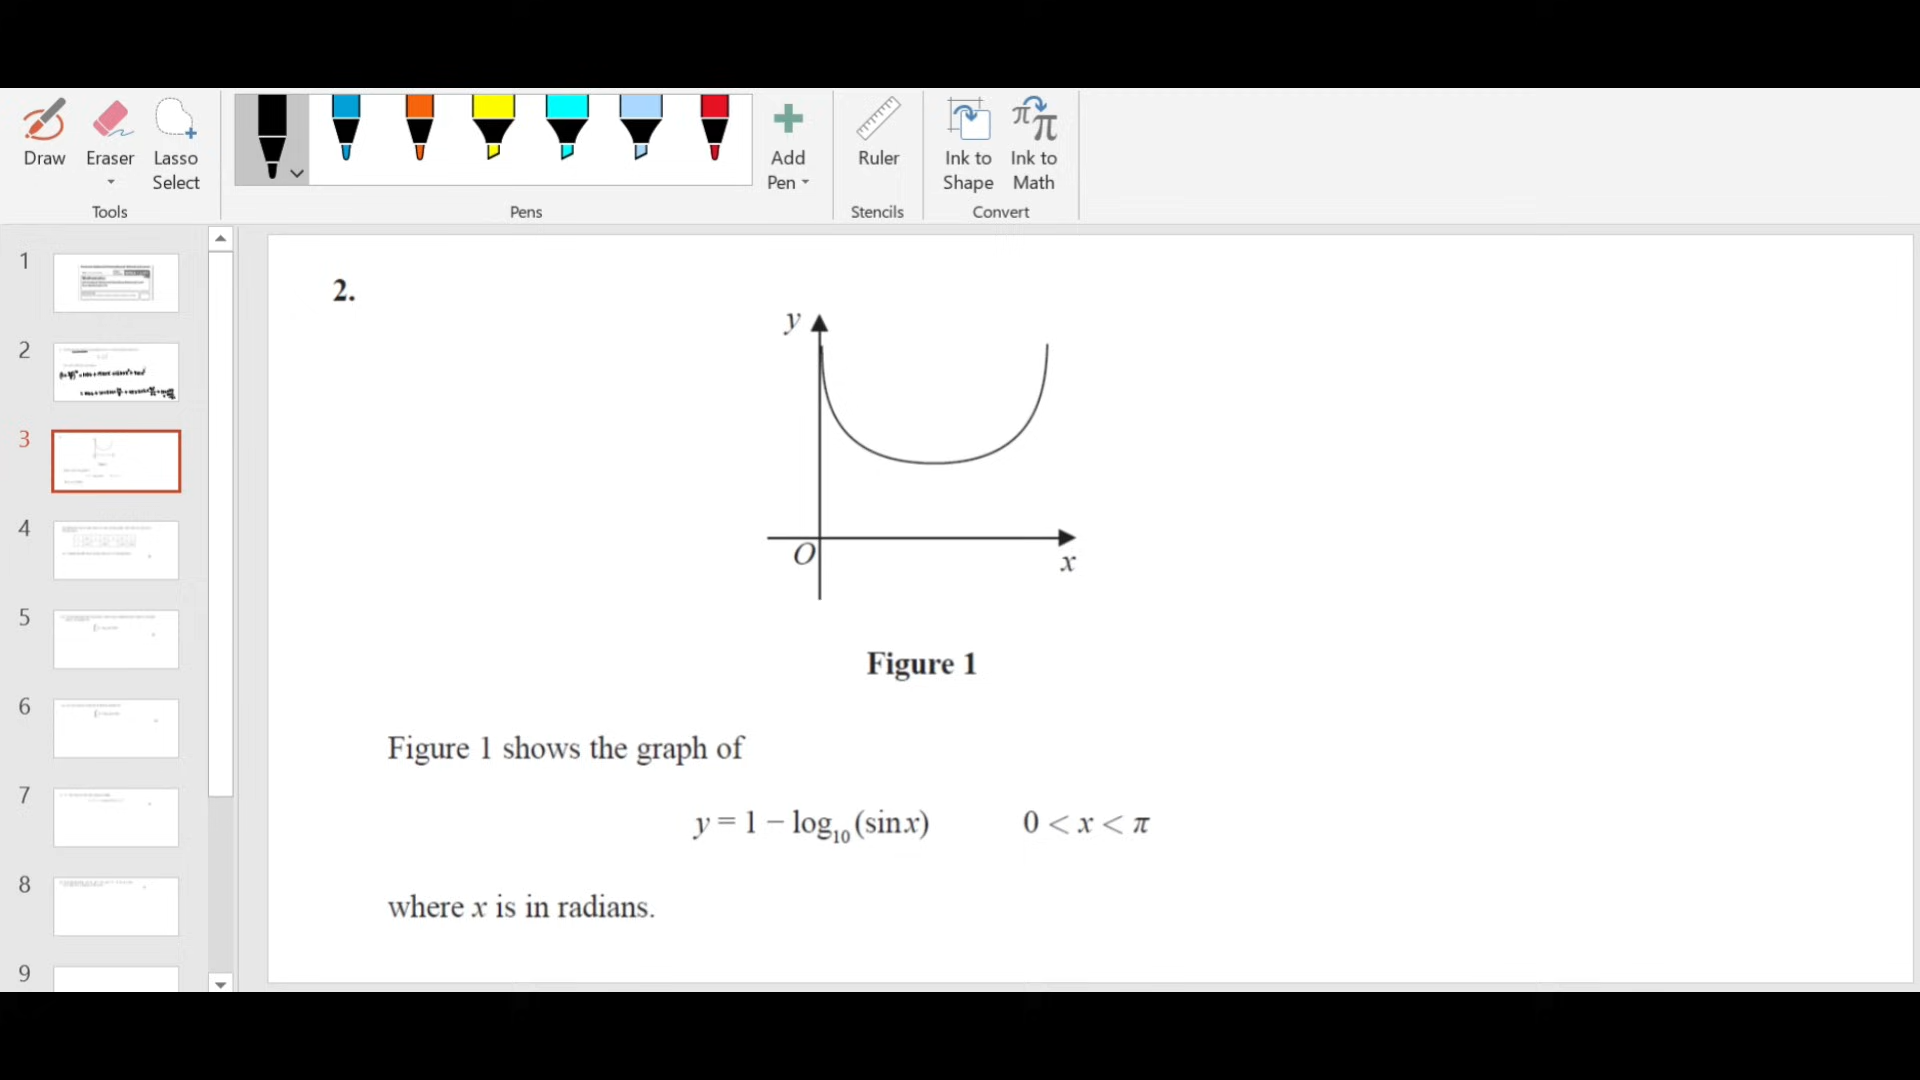 Draw
Eraser
Lasso
Select
Tools
Pens
Add
Pen
Ruler
Stencils
Ink to
Shape
Ink to
Math
Convert
1
2
3
4
5
6
7
8
9
2.
y
O
x
Figure 1
Figure 1 shows the graph of
y = 1 − log₁₀(sinx) 0 < x < π
where x is in radians.